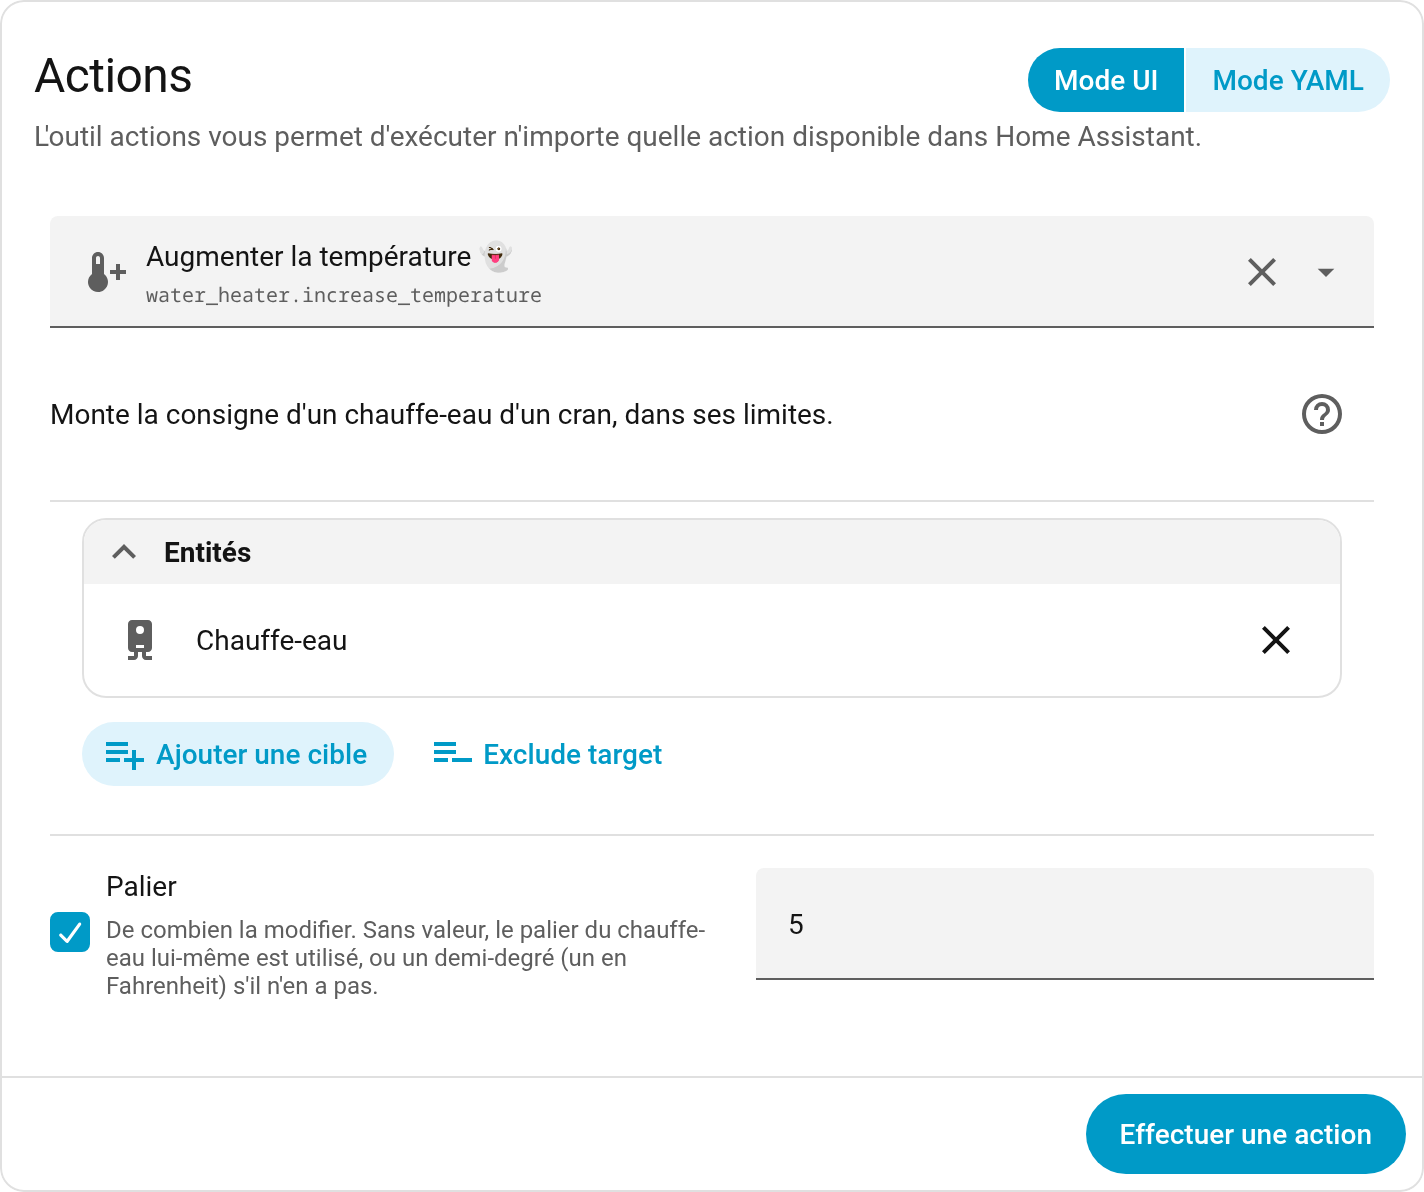 Actions
Mode UI
Mode YAML
L'outil actions vous permet d'exécuter n'importe quelle action disponible dans Home Assistant.
Augmenter la température 👻
water_heater.increase_temperature
Monte la consigne d'un chauffe-eau d'un cran, dans ses limites.
Entités
Chauffe-eau
Ajouter une cible
Exclude target
Palier
De combien la modifier. Sans valeur, le palier du chauffe-
eau lui-même est utilisé, ou un demi-degré (un en
Fahrenheit) s'il n'en a pas.
5
Effectuer une action